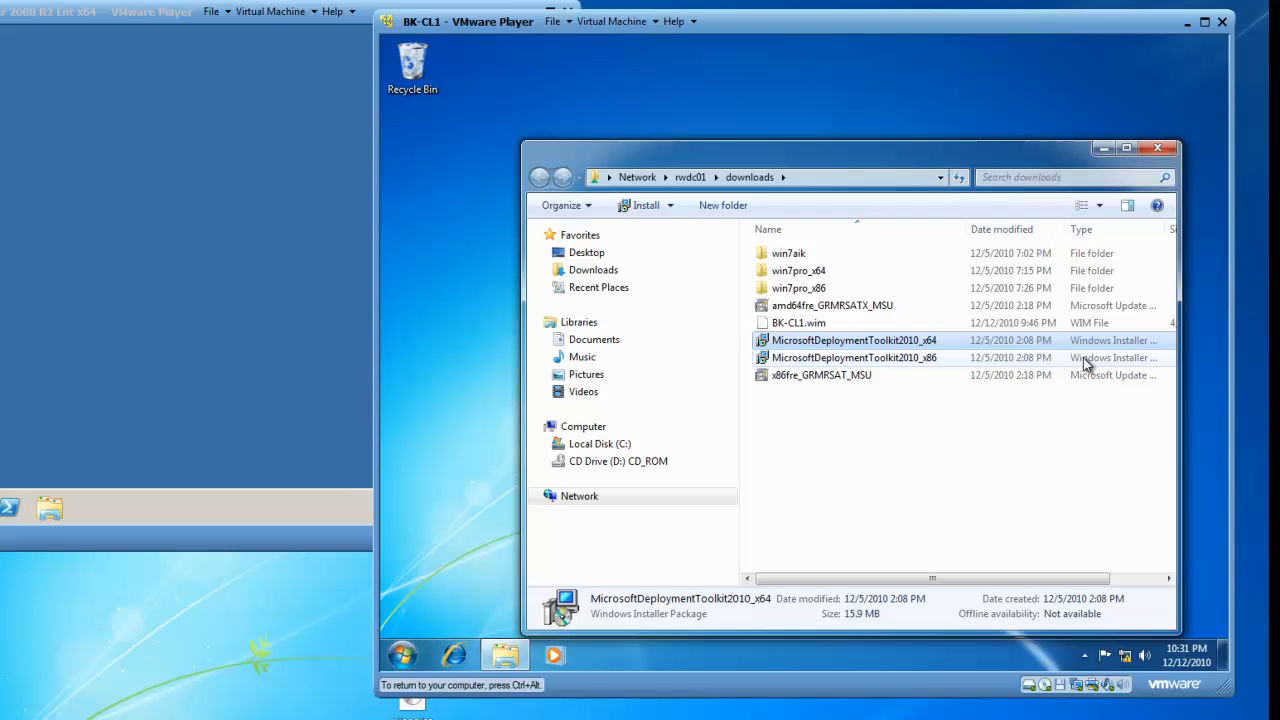 r 2008 R2 Ent x64 - VMware Player File Virtual Machine Help
BK-CL1 - VMware Player File Virtual Machine Help
Recycle Bin
Network rwdc01 downloads Search downloads
Organize Install New folder
Name Date modified Type Si
Favorites
Desktop
Downloads
Recent Places
Libraries
Documents
Music
Pictures
Videos
Computer
Local Disk (C:)
CD Drive (D:) CD_ROM
Network
win7aik 12/5/2010 7:02 PM File folder
win7pro_x64 12/5/2010 7:15 PM File folder
win7pro_x86 12/5/2010 7:26 PM File folder
amd64fre_GRMRSATX_MSU 12/5/2010 2:18 PM Microsoft Update ...
BK-CL1.wim 12/12/2010 9:46 PM WIM File 4,
MicrosoftDeploymentToolkit2010_x64 12/5/2010 2:08 PM Windows Installer ...
MicrosoftDeploymentToolkit2010_x86 12/5/2010 2:08 PM Windows Installer ...
x86fre_GRMRSAT_MSU 12/5/2010 2:18 PM Microsoft Update ...
MicrosoftDeploymentToolkit2010_x64 Date modified: 12/5/2010 2:08 PM Date created: 12/5/2010 2:08 PM
Windows Installer Package Size: 15.9 MB Offline availability: Not available
10:31 PM
12/12/2010
To return to your computer, press Ctrl+Alt.
vmware